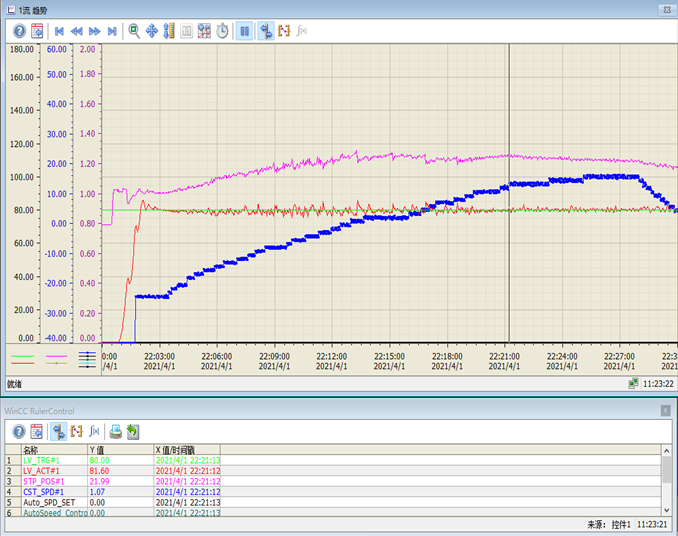 1流 趋势
180.00 60.00 2.00
160.00 50.00 1.80
140.00 40.00 1.60
120.00 30.00 1.40
100.00 20.00 1.20
80.00 10.00 1.00
60.00 0.00 0.80
40.00 -10.00 0.60
20.00 -20.00 0.40
0.00 -30.00 0.20
-40.00 0.00
0:00 22:03:00 22:06:00 22:09:00 22:12:00 22:15:00 22:18:00 22:21:00 22:24:00 22:27:00 22:3
/4/1 2021/4/1 2021/4/1 2021/4/1 2021/4/1 2021/4/1 2021/4/1 2021/4/1 2021/4/1 2021/4/1 2021
就绪 11:23:22
WinCC RulerControl
名称 Y 值 X 值/时间戳
1 LV_TRG#1 80.00 2021/4/1 22:21:13
2 LV_ACT#1 81.60 2021/4/1 22:21:12
3 STP_POS#1 21.99 2021/4/1 22:21:12
4 CST_SPD#1 1.07 2021/4/1 22:21:12
5 Auto_SPD_SET 0.00 2021/4/1 22:21:13
6 AutoSpeed_Contro 0.00 2021/4/1 22:21:13
来源: 控件1 11:23:21